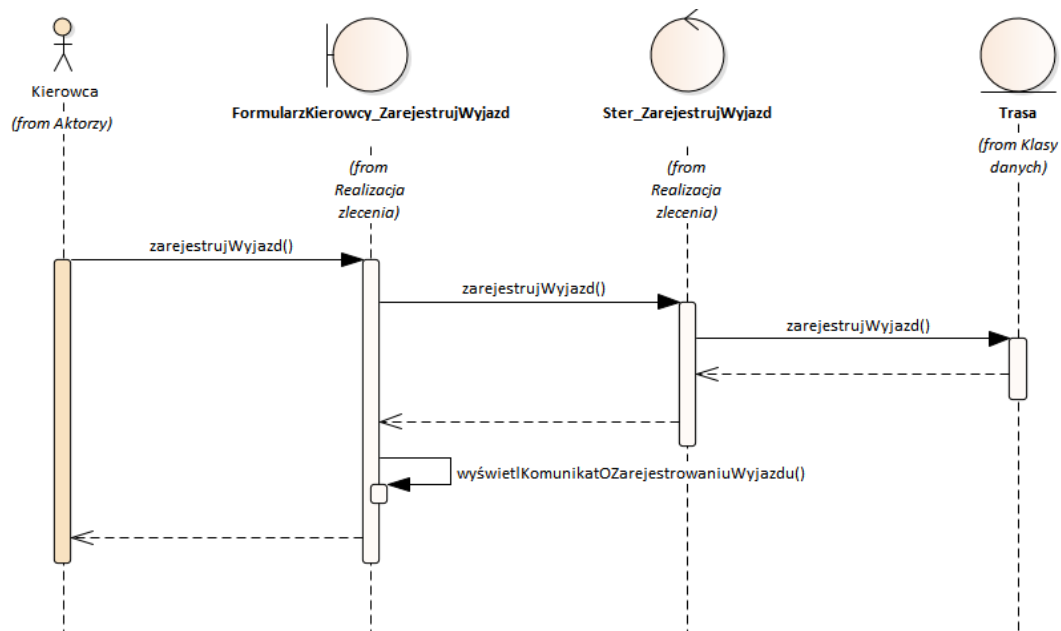 Kierowca
(from Aktorzy)
FormularzKierowcy_ZarejestrujWyjazd
(from
Realizacja
zlecenia)
Ster_ZarejestrujWyjazd
(from
Realizacja
zlecenia)
Trasa
(from Klasy
danych)
zarejestrujWyjazd()
zarejestrujWyjazd()
zarejestrujWyjazd()
wyświetlKomunikatOZarejestrowaniuWyjazdu()